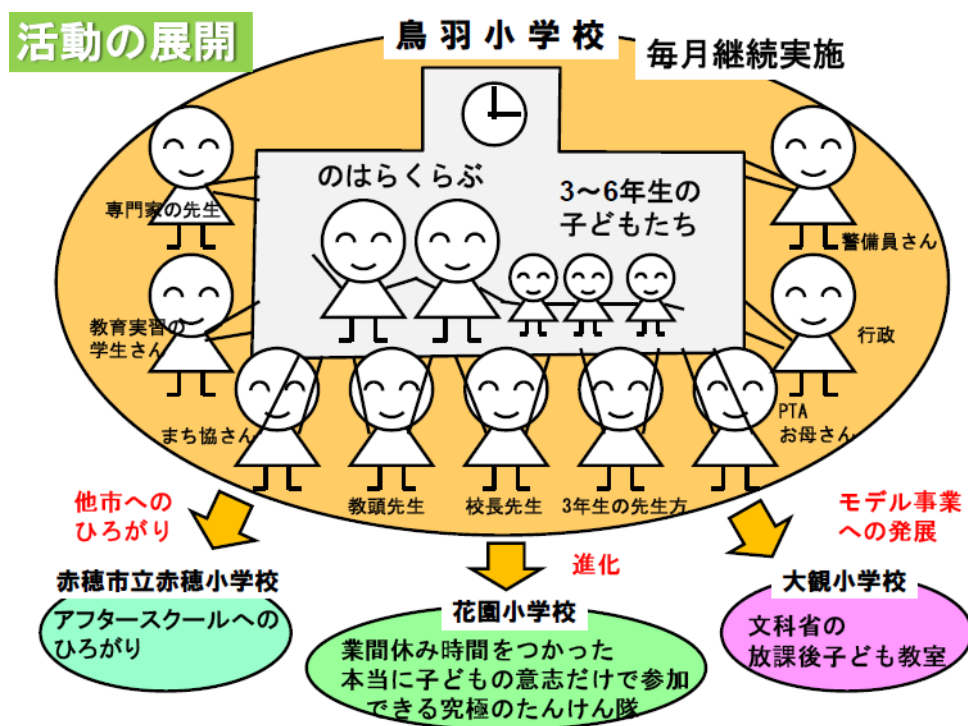 活動の展開
鳥羽小学校
毎月継続実施
のはらくらぶ
3～6年生の
子どもたち
専門家の先生
警備員さん
教育実習の
学生さん
行政
まち協さん
PTA
お母さん
教頭先生
校長先生
3年生の先生方
他市への
ひろがり
進化
モデル事業
への発展
赤穂市立赤穂小学校
アフタースクールへの
ひろがり
花園小学校
業間休み時間をつかった
本当に子どもの意志だけで参加
できる究極のたんけん隊
大観小学校
文科省の
放課後子ども教室